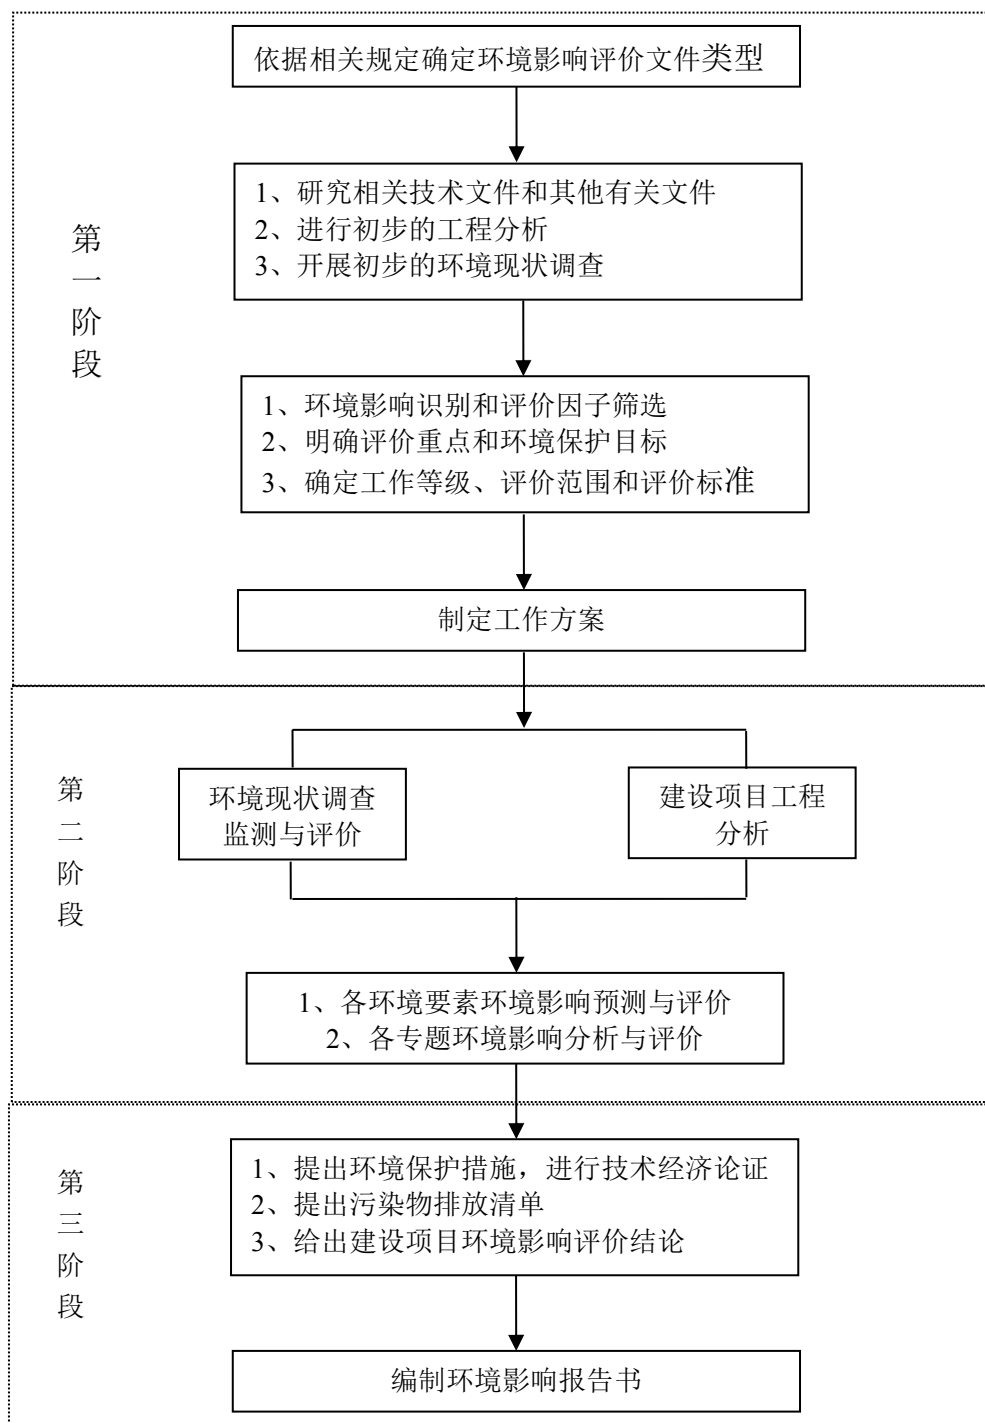 依据相关规定确定环境影响评价文件类型
1、研究相关技术文件和其他有关文件
2、进行初步的工程分析
3、开展初步的环境现状调查
第
一
阶
段
1、环境影响识别和评价因子筛选
2、明确评价重点和环境保护目标
3、确定工作等级、评价范围和评价标准
制定工作方案
第
二
阶
段
环境现状调查
监测与评价
建设项目工程
分析
1、各环境要素环境影响预测与评价
2、各专题环境影响分析与评价
第
三
阶
段
1、提出环境保护措施，进行技术经济论证
2、提出污染物排放清单
3、给出建设项目环境影响评价结论
编制环境影响报告书